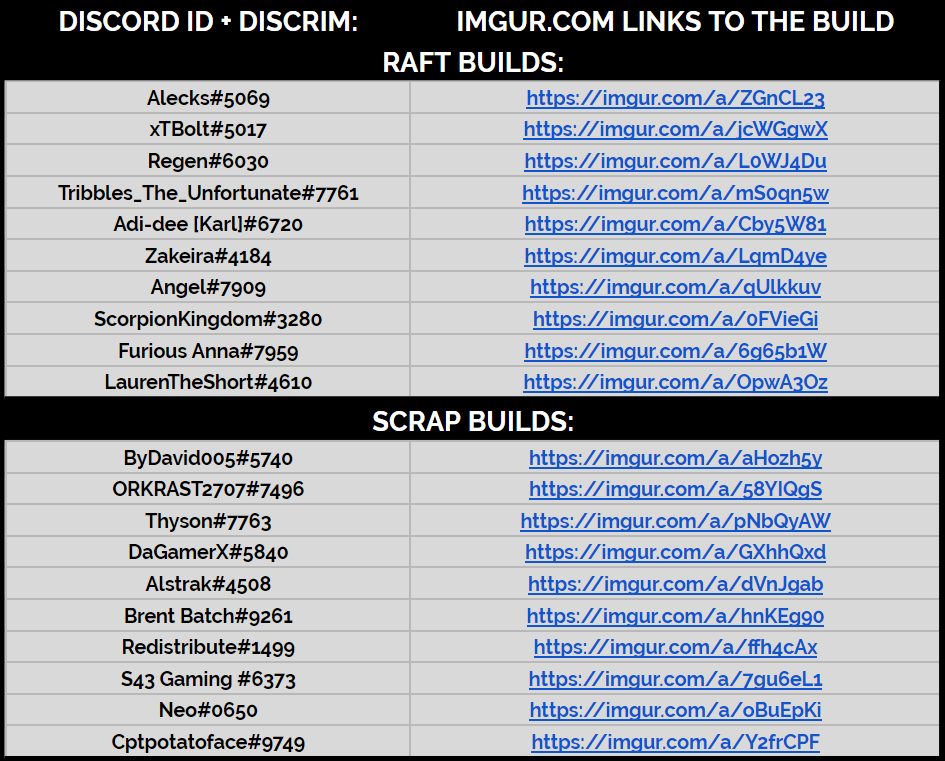 DISCORD ID + DISCRIM: IMGUR.COM LINKS TO THE BUILD
RAFT BUILDS:
Alecks#5069 https://imgur.com/a/ZGnCL23
xTBolt#5017 https://imgur.com/a/jcWGgwX
Regen#6030 https://imgur.com/a/L0WJ4Du
Tribbles_The_Unfortunate#7761 https://imgur.com/a/mS0qn5w
Adi-dee [Karl]#6720 https://imgur.com/a/Cby5W81
Zakeira#4184 https://imgur.com/a/LqmD4ye
Angel#7909 https://imgur.com/a/qUlkkuv
ScorpionKingdom#3280 https://imgur.com/a/0FVieGi
Furious Anna#7959 https://imgur.com/a/6g65b1W
LaurenTheShort#4610 https://imgur.com/a/OpwA3Oz
SCRAP BUILDS:
ByDavid005#5740 https://imgur.com/a/aHozh5y
ORKRAST2707#7496 https://imgur.com/a/58YIQgS
Thyson#7763 https://imgur.com/a/pNbQyAW
DaGamerX#5840 https://imgur.com/a/GXhhQxd
Alstrak#4508 https://imgur.com/a/dVnJgab
Brent Batch#9261 https://imgur.com/a/hnKEg90
Redistribute#1499 https://imgur.com/a/ffh4cAx
S43 Gaming #6373 https://imgur.com/a/7gu6eL1
Neo#0650 https://imgur.com/a/oBuEpKi
Cptpotatoface#9749 https://imgur.com/a/Y2frCPF